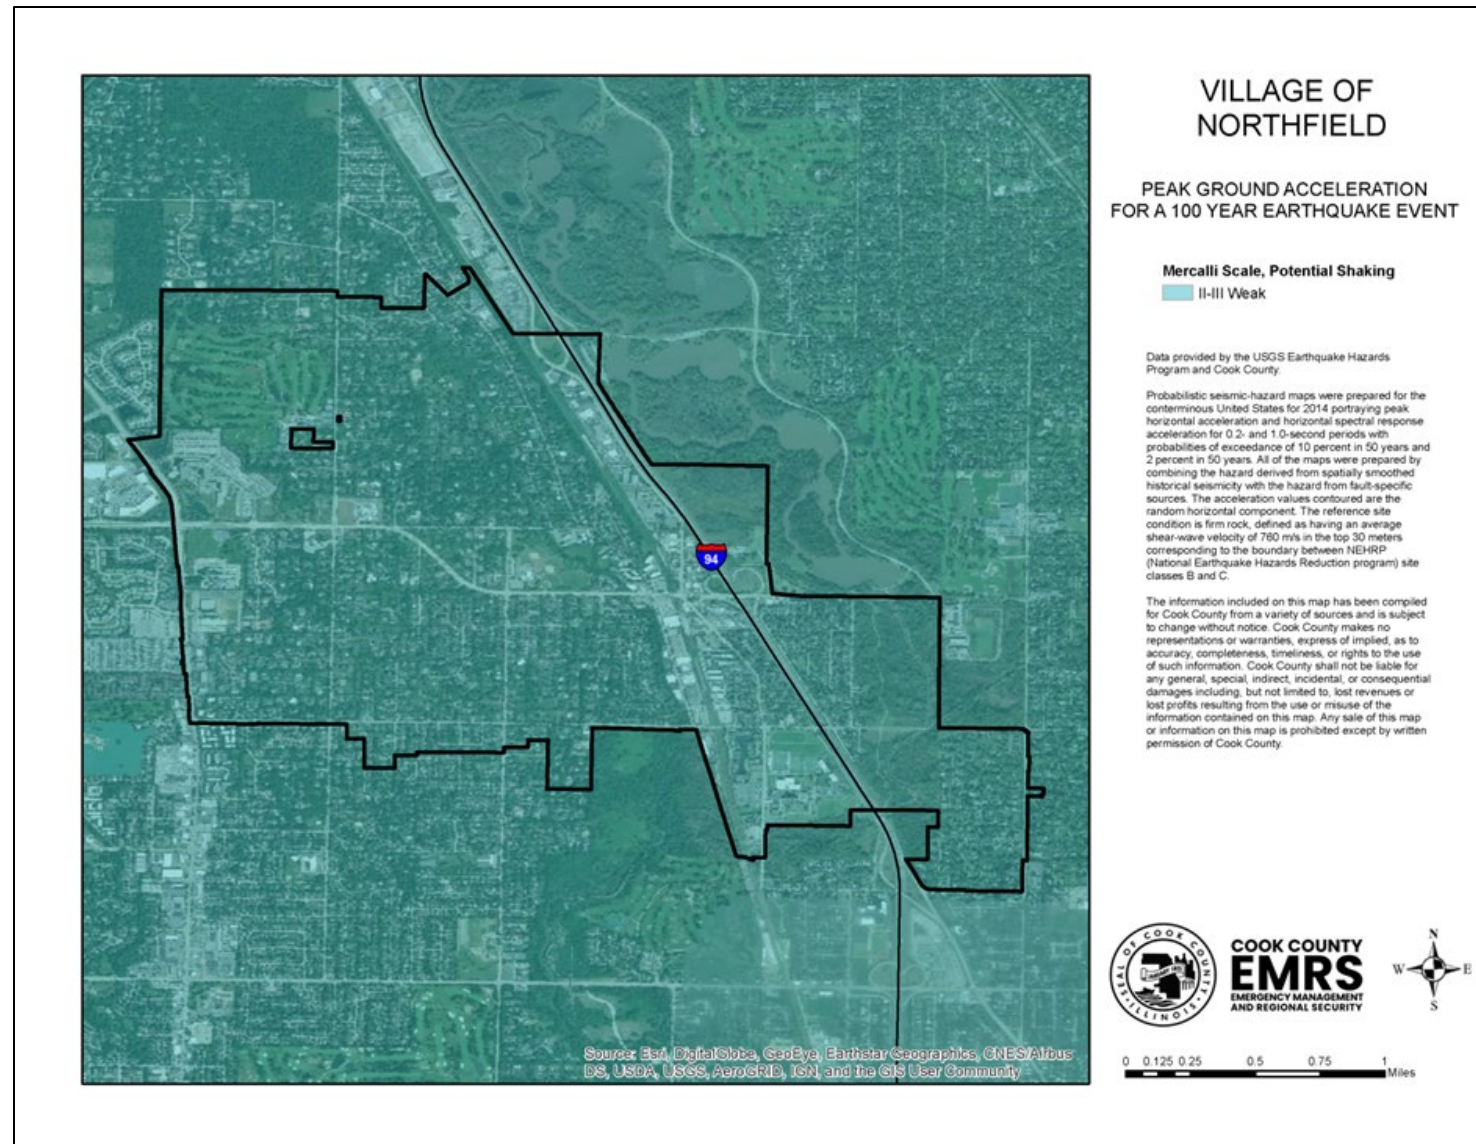 VILLAGE OF
NORTHFIELD
PEAK GROUND ACCELERATION
FOR A 100 YEAR EARTHQUAKE EVENT
Mercalli Scale, Potential Shaking
II-III Weak
Data provided by the USGS Earthquake Hazards
Program and Cook County.
Probabilistic seismic-hazard maps were prepared for the
conterminous United States for 2014 portraying peak
horizontal acceleration and horizontal spectral response
acceleration for 0.2- and 1.0-second periods with
probabilities of exceedance of 10 percent in 50 years and
2 percent in 50 years. All of the maps were prepared by
combining the hazard derived from spatially smoothed
historical seismicity with the hazard from fault-specific
sources. The acceleration values contoured are the
random horizontal component. The reference site
condition is firm rock, defined as having an average
shear-wave velocity of 760 m/s in the top 30 meters
corresponding to the boundary between NEHRP
(National Earthquake Hazards Reduction program) site
classes B and C.
The information included on this map has been compiled
for Cook County from a variety of sources and is subject
to change without notice. Cook County makes no
representations or warranties, express of implied, as to
accuracy, completeness, timeliness, or rights to the use
of such information. Cook County shall not be liable for
any general, special, indirect, incidental, or consequential
damages including, but not limited to, lost revenues or
lost profits resulting from the use or misuse of the
information contained on this map. Any sale of this map
or information on this map is prohibited except by written
permission of Cook County.
94
SEAL OF COOK COUNTY
ILLINOIS
COOK COUNTY
EMRS
EMERGENCY MANAGEMENT
AND REGIONAL SECURITY
N
W E
S
0 0.125 0.25 0.5 0.75 1
Miles
Source: Esri, DigitalGlobe, GeoEye, Earthstar Geographics, CNES/Airbus
DS, USDA, USGS, AeroGRID, IGN, and the GIS User Community